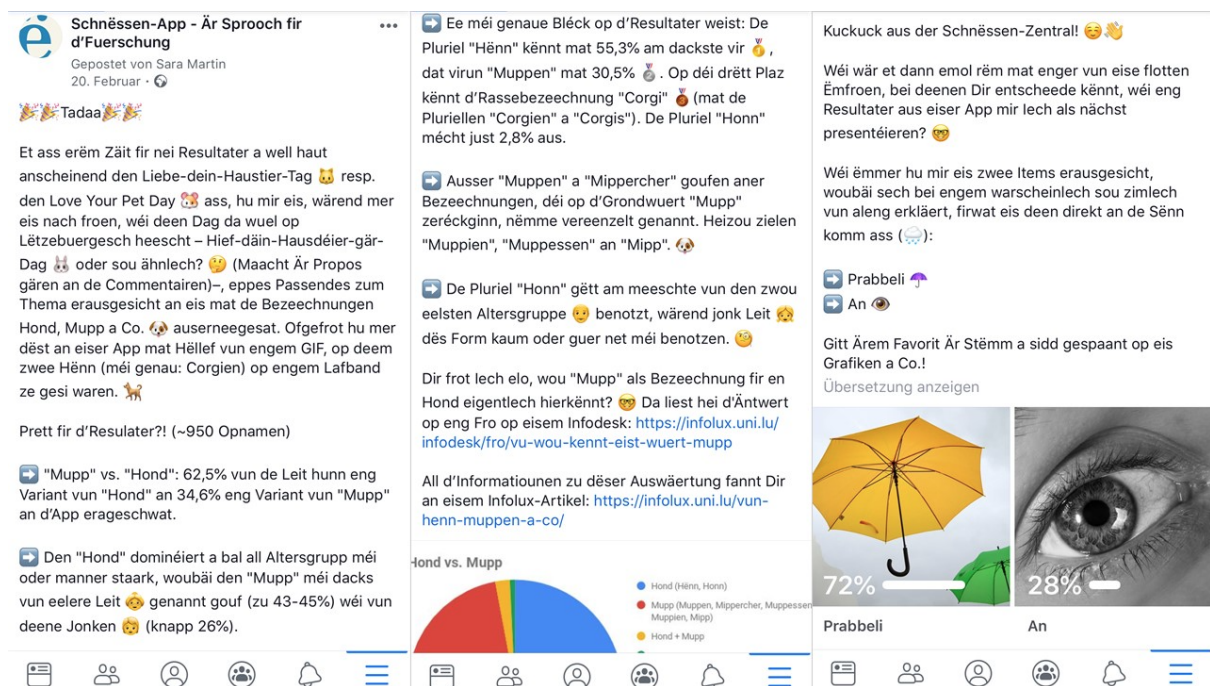 Schnëssen-App - Är Sprooch fir
d'Fuerschung
Gepostet von Sara Martin
20. Februar ·
🎉🎉Tadaa🎉🎉
Et ass erëm Zäit fir nei Resultater a well haut
anscheinend den Liebe-dein-Haustier-Tag 🐱 resp.
den Love Your Pet Day 🐹 ass, hu mir eis, wärend mer
eis nach froen, wéi deen Dag da wuel op
Lëtzebuergesch heescht – Hief-däin-Hausdéier-gär-
Dag 🐰 oder sou ähnlech? 🤔 (Maacht Är Propos
gären an de Commentairen)–, eppes Passendes zum
Thema erausgesicht an eis mat de Bezeechnungen
Hond, Mupp a Co. 🐶 auserneegesat. Ofgefrot hu mer
dëst an eiser App mat Hëllef vun engem GIF, op deem
zwee Hënn (méi genau: Corgien) op engem Lafband
ze gesi waren. 🐕
Prett fir d'Resulater?! (~950 Opnamen)
➡️ "Mupp" vs. "Hond": 62,5% vun de Leit hunn eng
Variant vun "Hond" an 34,6% eng Variant vun "Mupp"
an d'App erageschwat.
➡️ Den "Hond" dominéiert a bal all Altersgrupp méi
oder manner staark, woubäi den "Mupp" méi dacks
vun eelere Leit 👵 genannt gouf (zu 43-45%) wéi vun
deene Jonken 👩 (knapp 26%).
➡️ Ee méi genaue Bléck op d'Resultater weist: De
Pluriel "Hënn" kënnt mat 55,3% am dackste vir 🥇,
dat virun "Muppen" mat 30,5% 🥈. Op déi drëtt Plaz
kënnt d'Rassebezeechnung "Corgi" 🥉 (mat de
Pluriellen "Corgien" a "Corgis"). De Pluriel "Honn"
mécht just 2,8% aus.
➡️ Ausser "Muppen" a "Mippercher" goufen aner
Bezeechnungen, déi op d'Grondwuert "Mupp"
zeréckginn, nëmme vereenzelt genannt. Heizou zielen
"Muppien", "Muppessen" an "Mipp". 🐶
➡️ De Pluriel "Honn" gëtt am meeschte vun den zwou
eelsten Altersgruppe 👴 benotzt, wärend jonk Leit 👧
dës Form kaum oder guer net méi benotzen. 🧐
Dir frot Iech elo, wou "Mupp" als Bezeechnung fir en
Hond eigentlech hierkënnt? 🤓 Da liest hei d'Äntwert
op eng Fro op eisem Infodesk: https://infolux.uni.lu/
infodesk/fro/vu-wou-kennt-eist-wuert-mupp
All d'Informatiounen zu dëser Auswäertung fannt Dir
an eisem Infolux-Artikel: https://infolux.uni.lu/vun-
henn-muppen-a-co/
Hond vs. Mupp
Hond (Hënn, Honn)
Mupp (Muppen, Mippercher, Muppessen
Muppien, Mipp)
Hond + Mupp
Kuckuck aus der Schnëssen-Zentral! ☺️👋
Wéi wär et dann emol rëm mat enger vun eise flotten
Ëmfroen, bei deenen Dir entscheede kënnt, wéi eng
Resultater aus eiser App mir Iech als nächst
presentéieren? 🤓
Wéi ëmmer hu mir eis zwee Items erausgesicht,
woubäi sech bei engem warscheinlech sou zimlech
vun aleng erkläert, firwat eis deen direkt an de Sënn
komm ass (🌧️):
➡️ Prabbeli ☂️
➡️ An 👁️
Gitt Ärem Favorit Är Stëmm a sidd gespaant op eis
Grafiken a Co.!
Übersetzung anzeigen
72%
28%
Prabbeli
An